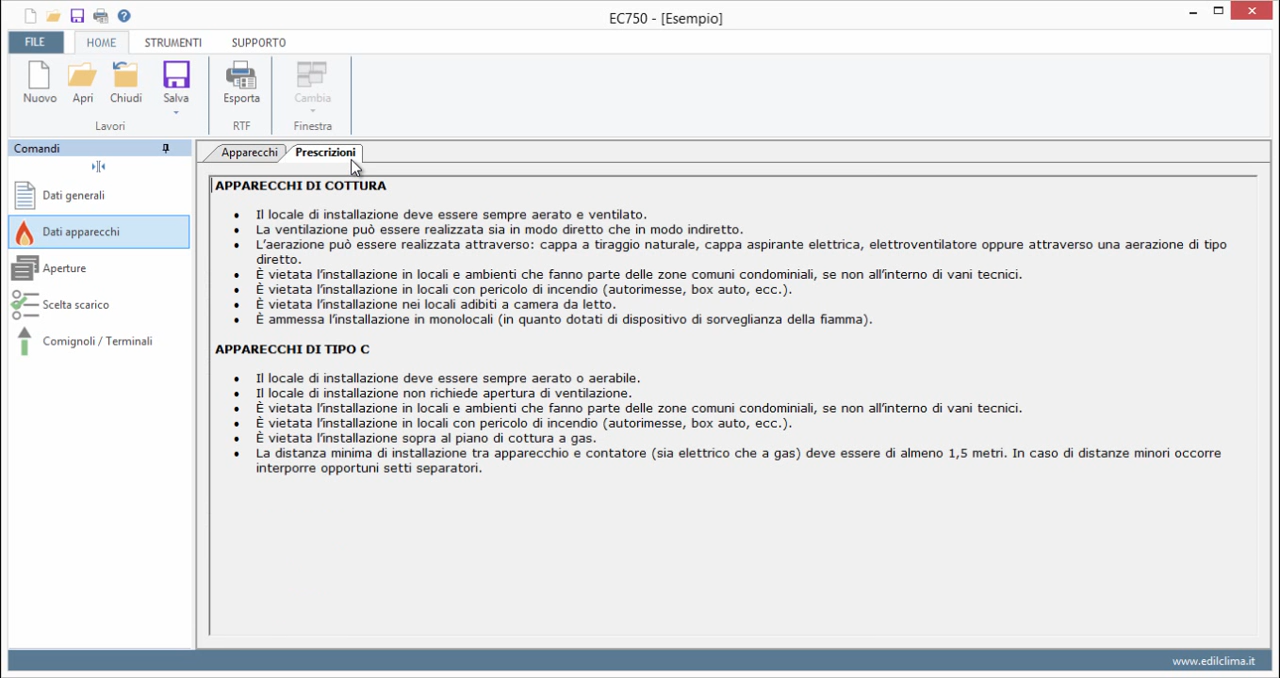 EC750 - [Esempio]
FILE HOME STRUMENTI SUPPORTO
Nuovo Apri Chiudi Salva Esporta Cambia
Lavori RTF Finestra
Comandi
Dati generali
Dati apparecchi
Aperture
Scelta scarico
Comignoli / Terminali
Apparecchi Prescrizioni
APPARECCHI DI COTTURA
• Il locale di installazione deve essere sempre aerato e ventilato.
• La ventilazione può essere realizzata sia in modo diretto che in modo indiretto.
• L'aerazione può essere realizzata attraverso: cappa a tiraggio naturale, cappa aspirante elettrica, elettroventilatore oppure attraverso una aerazione di tipo
diretto.
• È vietata l'installazione in locali e ambienti che fanno parte delle zone comuni condominiali, se non all'interno di vani tecnici.
• È vietata l'installazione in locali con pericolo di incendio (autorimesse, box auto, ecc.).
• È vietata l'installazione nei locali adibiti a camera da letto.
• È ammessa l'installazione in monolocali (in quanto dotati di dispositivo di sorveglianza della fiamma).
APPARECCHI DI TIPO C
• Il locale di installazione deve essere sempre aerato o aerabile.
• Il locale di installazione non richiede apertura di ventilazione.
• È vietata l'installazione in locali e ambienti che fanno parte delle zone comuni condominiali, se non all'interno di vani tecnici.
• È vietata l'installazione in locali con pericolo di incendio (autorimesse, box auto, ecc.).
• È vietata l'installazione sopra al piano di cottura a gas.
• La distanza minima di installazione tra apparecchio e contatore (sia elettrico che a gas) deve essere di almeno 1,5 metri. In caso di distanze minori occorre
interporre opportuni setti separatori.
www.edilclima.it